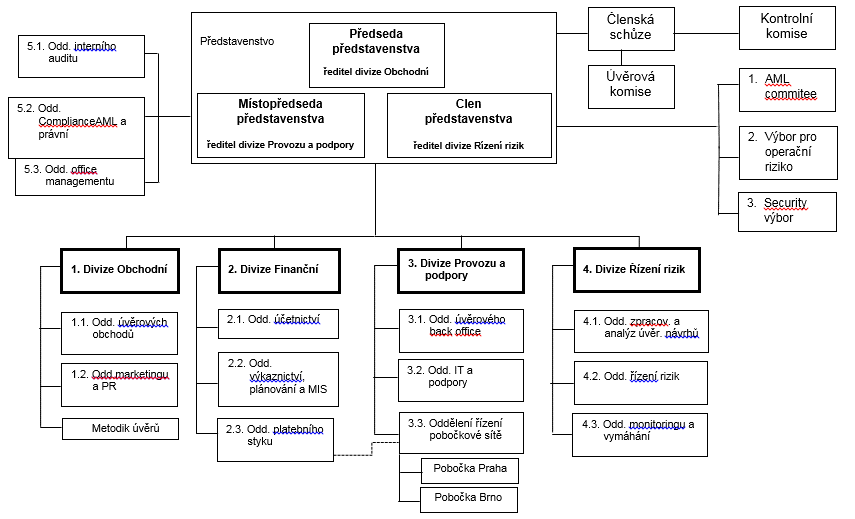 Představenstvo
Předseda
představenstva
ředitel divize Obchodní
Místopředseda
představenstva
ředitel divize Provozu a podpory
Clen
představenstva
ředitel divize Řízení rizik
Členská
schůze
Kontrolní
komise
Úvěrová
komise
1. AML
commitee
2. Výbor pro
operační
riziko
3. Security
výbor
5.1. Odd. interního
auditu
5.2. Odd.
ComplianceAML a
právní
5.3. Odd. office
managementu
1. Divize Obchodní
1.1. Odd. úvěrových
obchodů
1.2. Odd.marketingu
a PR
Metodik úvěrů
2. Divize Finanční
2.1. Odd. účetnictví
2.2. Odd.
výkaznictví,
plánování a MIS
2.3. Odd. platebního
styku
3. Divize Provozu a
podpory
3.1. Odd. úvěrového
back office
3.2. Odd. IT a
podpory
3.3. Oddělení řízení
pobočkové sítě
Pobočka Praha
Pobočka Brno
4. Divize Řízení rizik
4.1. Odd. zpracov. a
analýz úvěr. návrhů
4.2. Odd. řízení rizik
4.3. Odd. monitoringu a
vymáhání